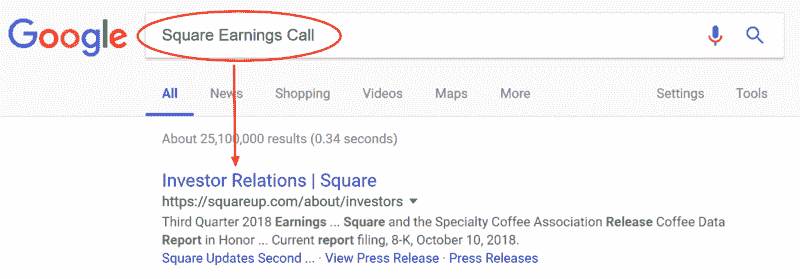 Google
Square Earnings Call
All News Shopping Videos Maps More Settings Tools
About 25,100,000 results (0.34 seconds)
Investor Relations | Square
https://squareup.com/about/investors
Third Quarter 2018 Earnings ... Square and the Specialty Coffee Association Release Coffee Data
Report in Honor ... Current report filing, 8-K, October 10, 2018.
Square Updates Second ... · View Press Release · Press Releases